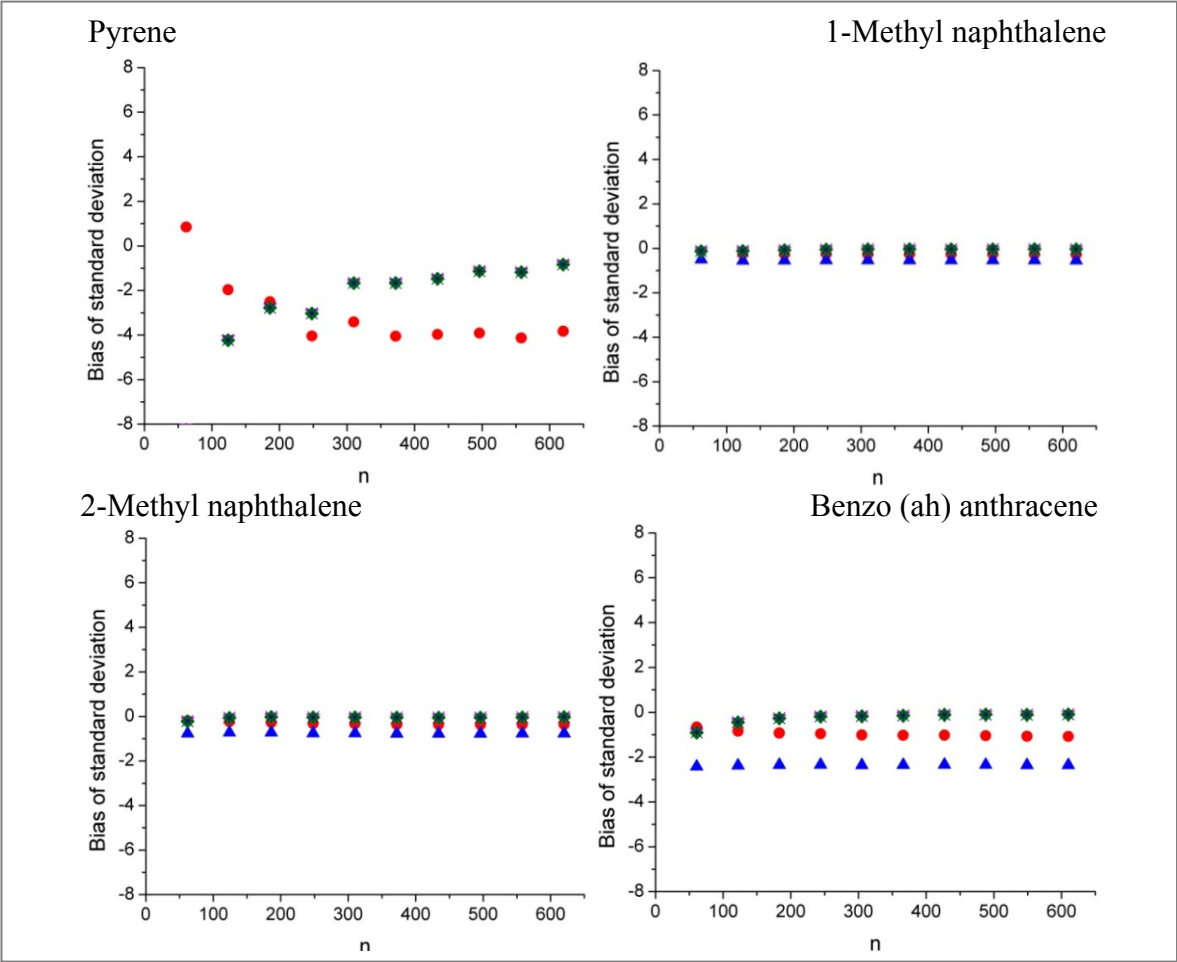 Pyrene
8
6
4
2
0
-2
-4
-6
-8
0 100 200 300 400 500 600
Bias of standard deviation
n
1-Methyl naphthalene
8
6
4
2
0
-2
-4
-6
-8
0 100 200 300 400 500 600
Bias of standard deviation
n
2-Methyl naphthalene
8
6
4
2
0
-2
-4
-6
-8
0 100 200 300 400 500 600
Bias of standard deviation
n
Benzo (ah) anthracene
8
6
4
2
0
-2
-4
-6
-8
0 100 200 300 400 500 600
Bias of standard deviation
n